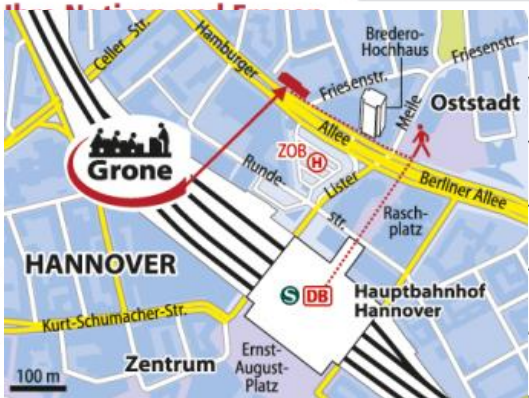 Celler Str.
Hamburger
Allee
Friesenstr.
Bredero-
Hochhaus
Friesenstr.
Oststadt
Meile
ZOB H
Grone
Runde-
str.
Lister
Berliner Allee
Rasch-
platz
HANNOVER
S DB
Hauptbahnhof
Hannover
Kurt-Schumacher-Str.
Zentrum
Ernst-
August-
Platz
100 m